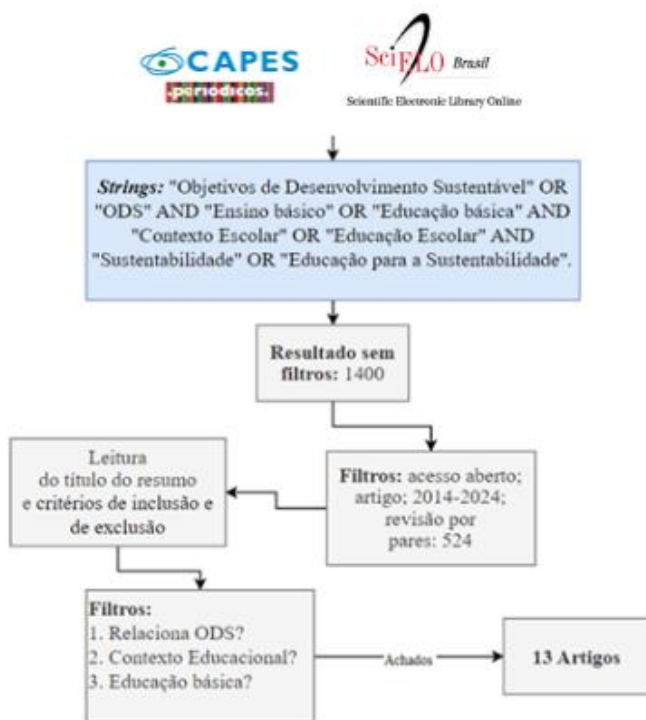 CAPES
.periódicos.
SciELO Brasil
Scientific Electronic Library Online
Strings: "Objetivos de Desenvolvimento Sustentável" OR
"ODS" AND "Ensino básico" OR "Educação básica" AND
"Contexto Escolar" OR "Educação Escolar" AND
"Sustentabilidade" OR "Educação para a Sustentabilidade".
Resultado sem
filtros: 1400
Filtros: acesso aberto;
artigo; 2014-2024;
revisão por
pares: 524
Leitura
do título do resumo
e critérios de inclusão e
de exclusão
Filtros:
1. Relaciona ODS?
2. Contexto Educacional?
3. Educação básica?
Achados
13 Artigos